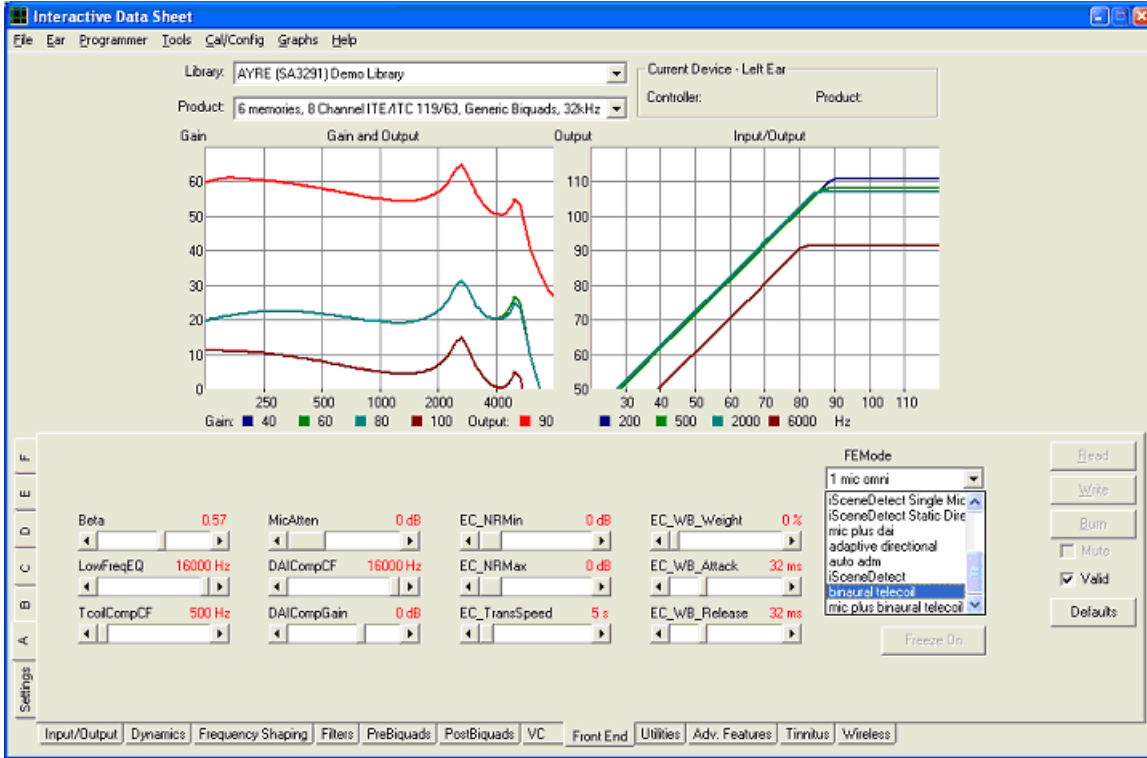 Interactive Data Sheet
File Ear Programmer Tools Cal/Config Graphs Help
Library: AYRE (SA3291) Demo Library
Product: 6 memories, 8 Channel ITE/ITC 119/63, Generic Biquads, 32kHz
Current Device - Left Ear
Controller: Product:
Gain Gain and Output Output Input/Output
60
50
40
30
20
10
0
250 500 1000 2000 4000
Gain: 40 60 80 100 Output: 90
110
100
90
80
70
60
50
30 40 50 60 70 80 90 100 110
200 500 2000 6000 Hz
F
E
D
C
B
A
Settings
Beta 0.57
LowFreqEQ 16000 Hz
TcoilCompCF 500 Hz
MicAtten 0 dB
DAICompCF 16000 Hz
DAICompGain 0 dB
EC_NRMin 0 dB
EC_NRMax 0 dB
EC_TransSpeed 5 s
EC_WB_Weight 0 %
EC_WB_Attack 32 ms
EC_WB_Release 32 ms
FEMode
1 mic omni
iSceneDetect Single Mic
iSceneDetect Static Dire
mic plus dai
adaptive directional
auto adm
iSceneDetect
binaural telecoil
mic plus binaural telecoil
Freeze On
Read
Write
Burn
Mute
Valid
Defaults
Input/Output Dynamics Frequency Shaping Filters PreBiquads PostBiquads VC Front End Utilities Adv. Features Tinnitus Wireless